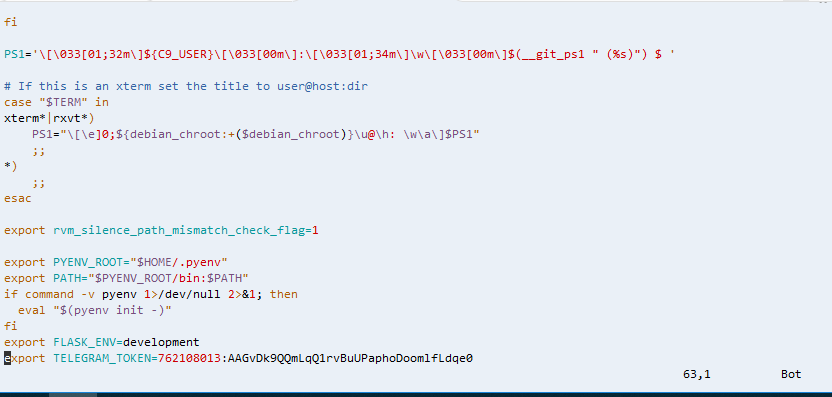 fi
PS1='\[\033[01;32m\]${C9_USER}\[\033[00m\]:\[\033[01;34m\]\w\[\033[00m\]$(__git_ps1 " (%s)") $ '
# If this is an xterm set the title to user@host:dir
case "$TERM" in
xterm*|rxvt*)
    PS1="\[\e]0;${debian_chroot:+($debian_chroot)}\u@\h: \w\a\]$PS1"
    ;;
*)
    ;;
esac
export rvm_silence_path_mismatch_check_flag=1
export PYENV_ROOT="$HOME/.pyenv"
export PATH="$PYENV_ROOT/bin:$PATH"
if command -v pyenv 1>/dev/null 2>&1; then
  eval "$(pyenv init -)"
fi
export FLASK_ENV=development
export TELEGRAM_TOKEN=762108013:AAGvDk9QQmLqQ1rvBuUPaphoDoomlfLdqe0
63,1 Bot